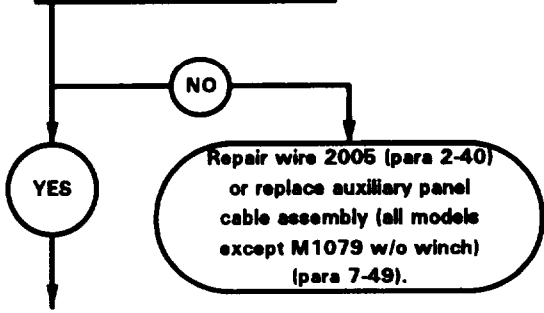 NO
YES
Repair wire 2005 (para 2-40)
or replace auxiliary panel
cable assembly (all models
except M1079 w/o winch)
(para 7-49).